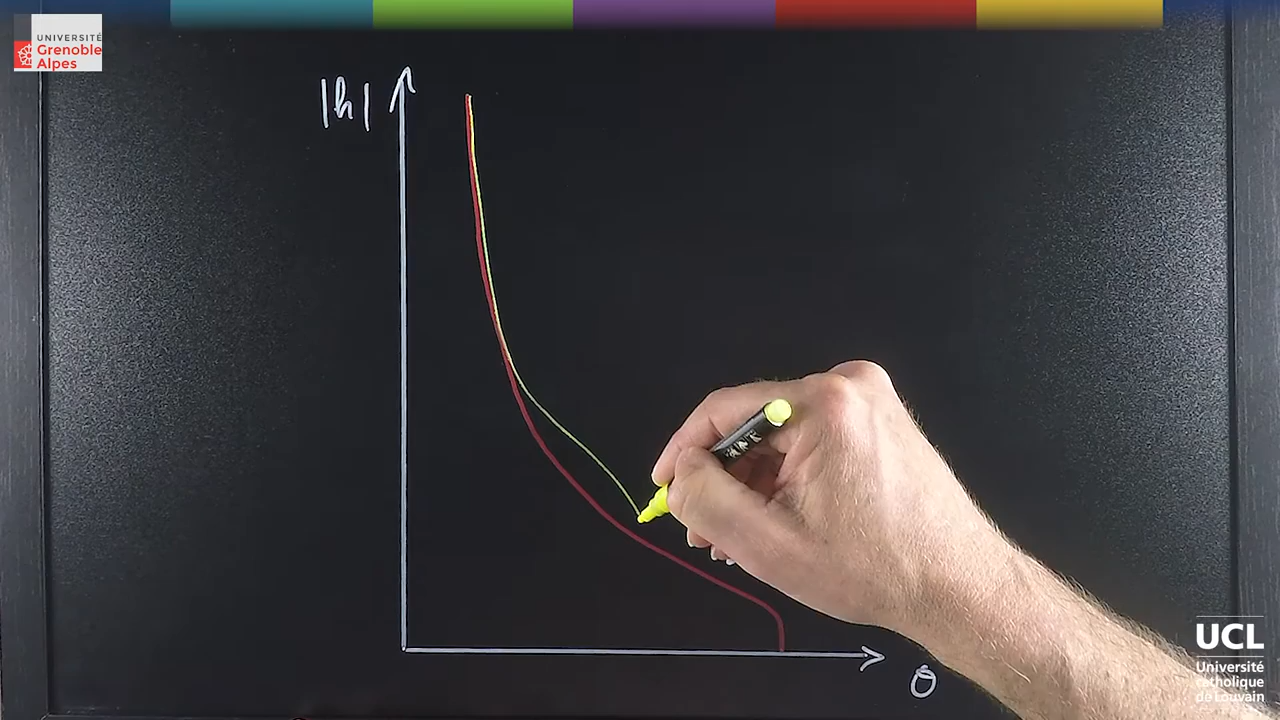 UNIVERSITÉ
Grenoble
Alpes
|h|
θ
UCL
Université
catholique
de Louvain